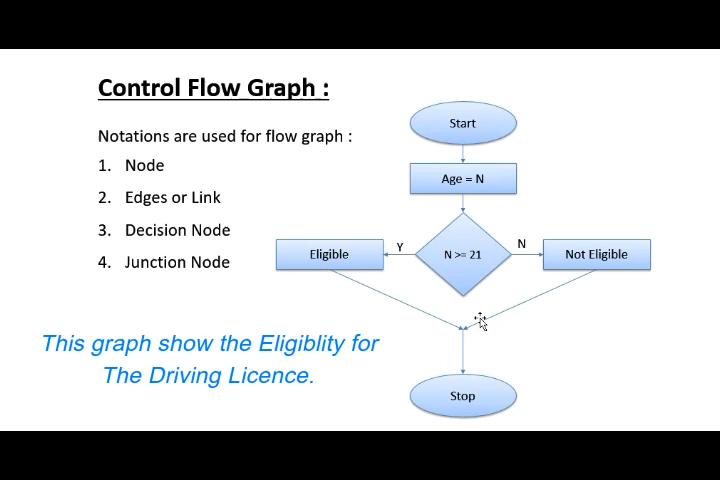 Control Flow Graph :
Notations are used for flow graph :
1. Node
2. Edges or Link
3. Decision Node
4. Junction Node
This graph show the Eligiblity for
The Driving Licence.
Start
Age = N
Y
N
Eligible
N >= 21
Not Eligible
Stop